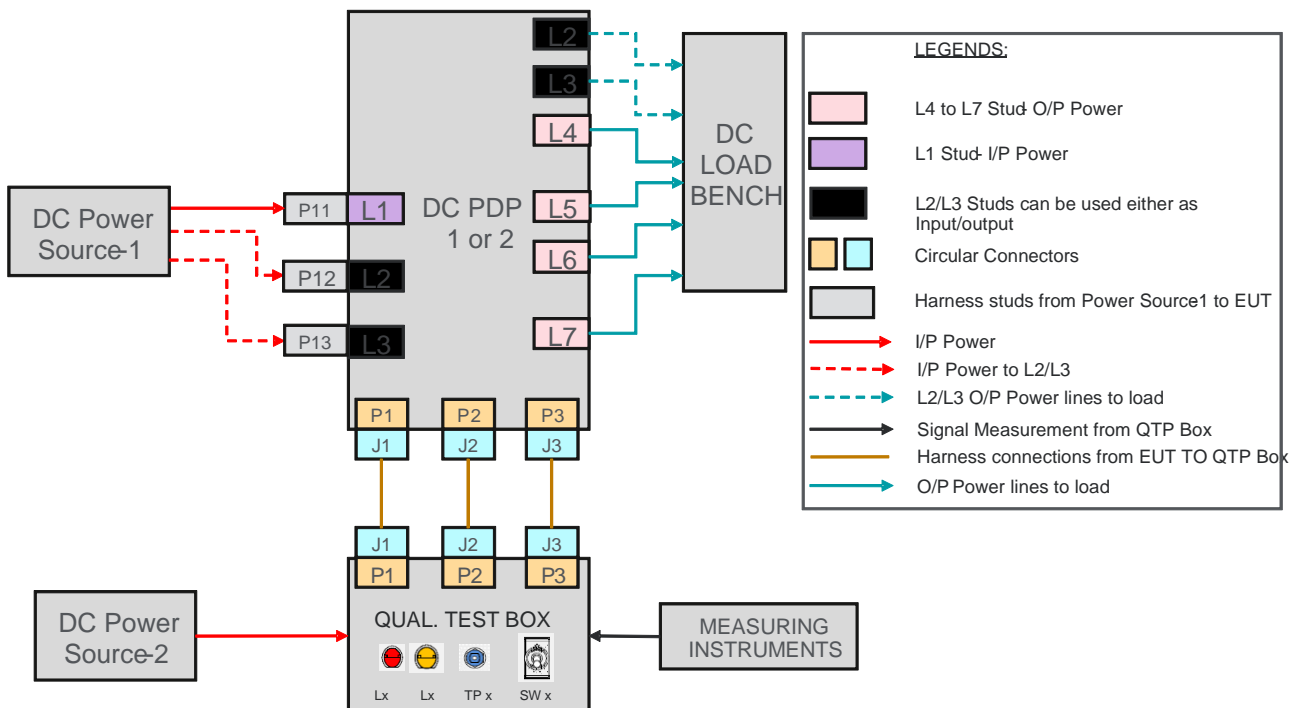 L2
L3
L4
L5
L6
L7
DC
LOAD
BENCH
DC PDP
1 or 2
DC Power
Source-1
P11
L1
P12
L2
P13
L3
P1
P2
P3
J1
J2
J3
J1
J2
J3
P1
P2
P3
QUAL. TEST BOX
Lx
Lx
TP x
SW x
DC Power
Source-2
MEASURING
INSTRUMENTS
LEGENDS:
L4 to L7 Stud- O/P Power
L1 Stud- I/P Power
L2/L3 Studs can be used either as
Input/output
Circular Connectors
Harness studs from Power Source-1 to EUT
I/P Power
I/P Power to L2/L3
L2/L3 O/P Power lines to load
Signal Measurement from QTP Box
Harness connections from EUT TO QTP Box
O/P Power lines to load